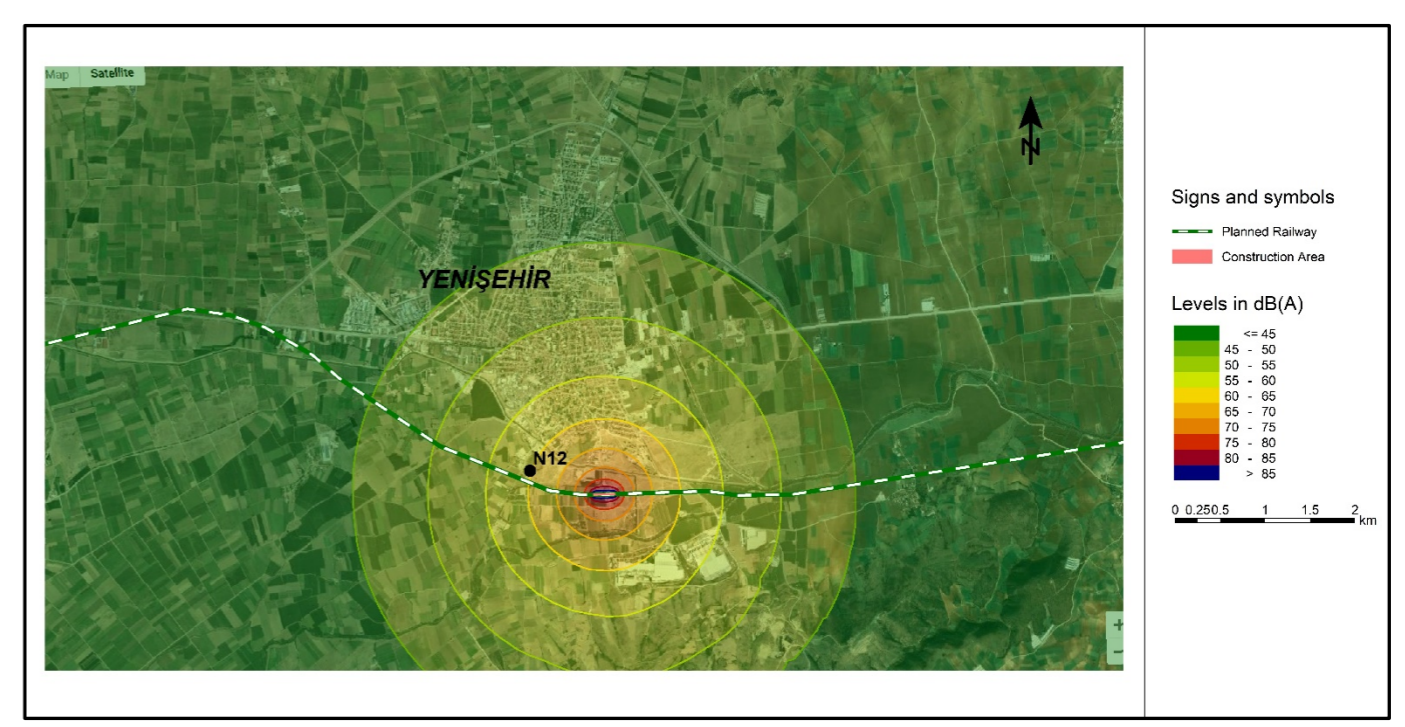 Map Satellite
N
YENİŞEHİR
N12
+
−
Signs and symbols
Planned Railway
Construction Area
Levels in dB(A)
<= 45
45 - 50
50 - 55
55 - 60
60 - 65
65 - 70
70 - 75
75 - 80
80 - 85
> 85
0 0.250.5 1 1.5 2
km